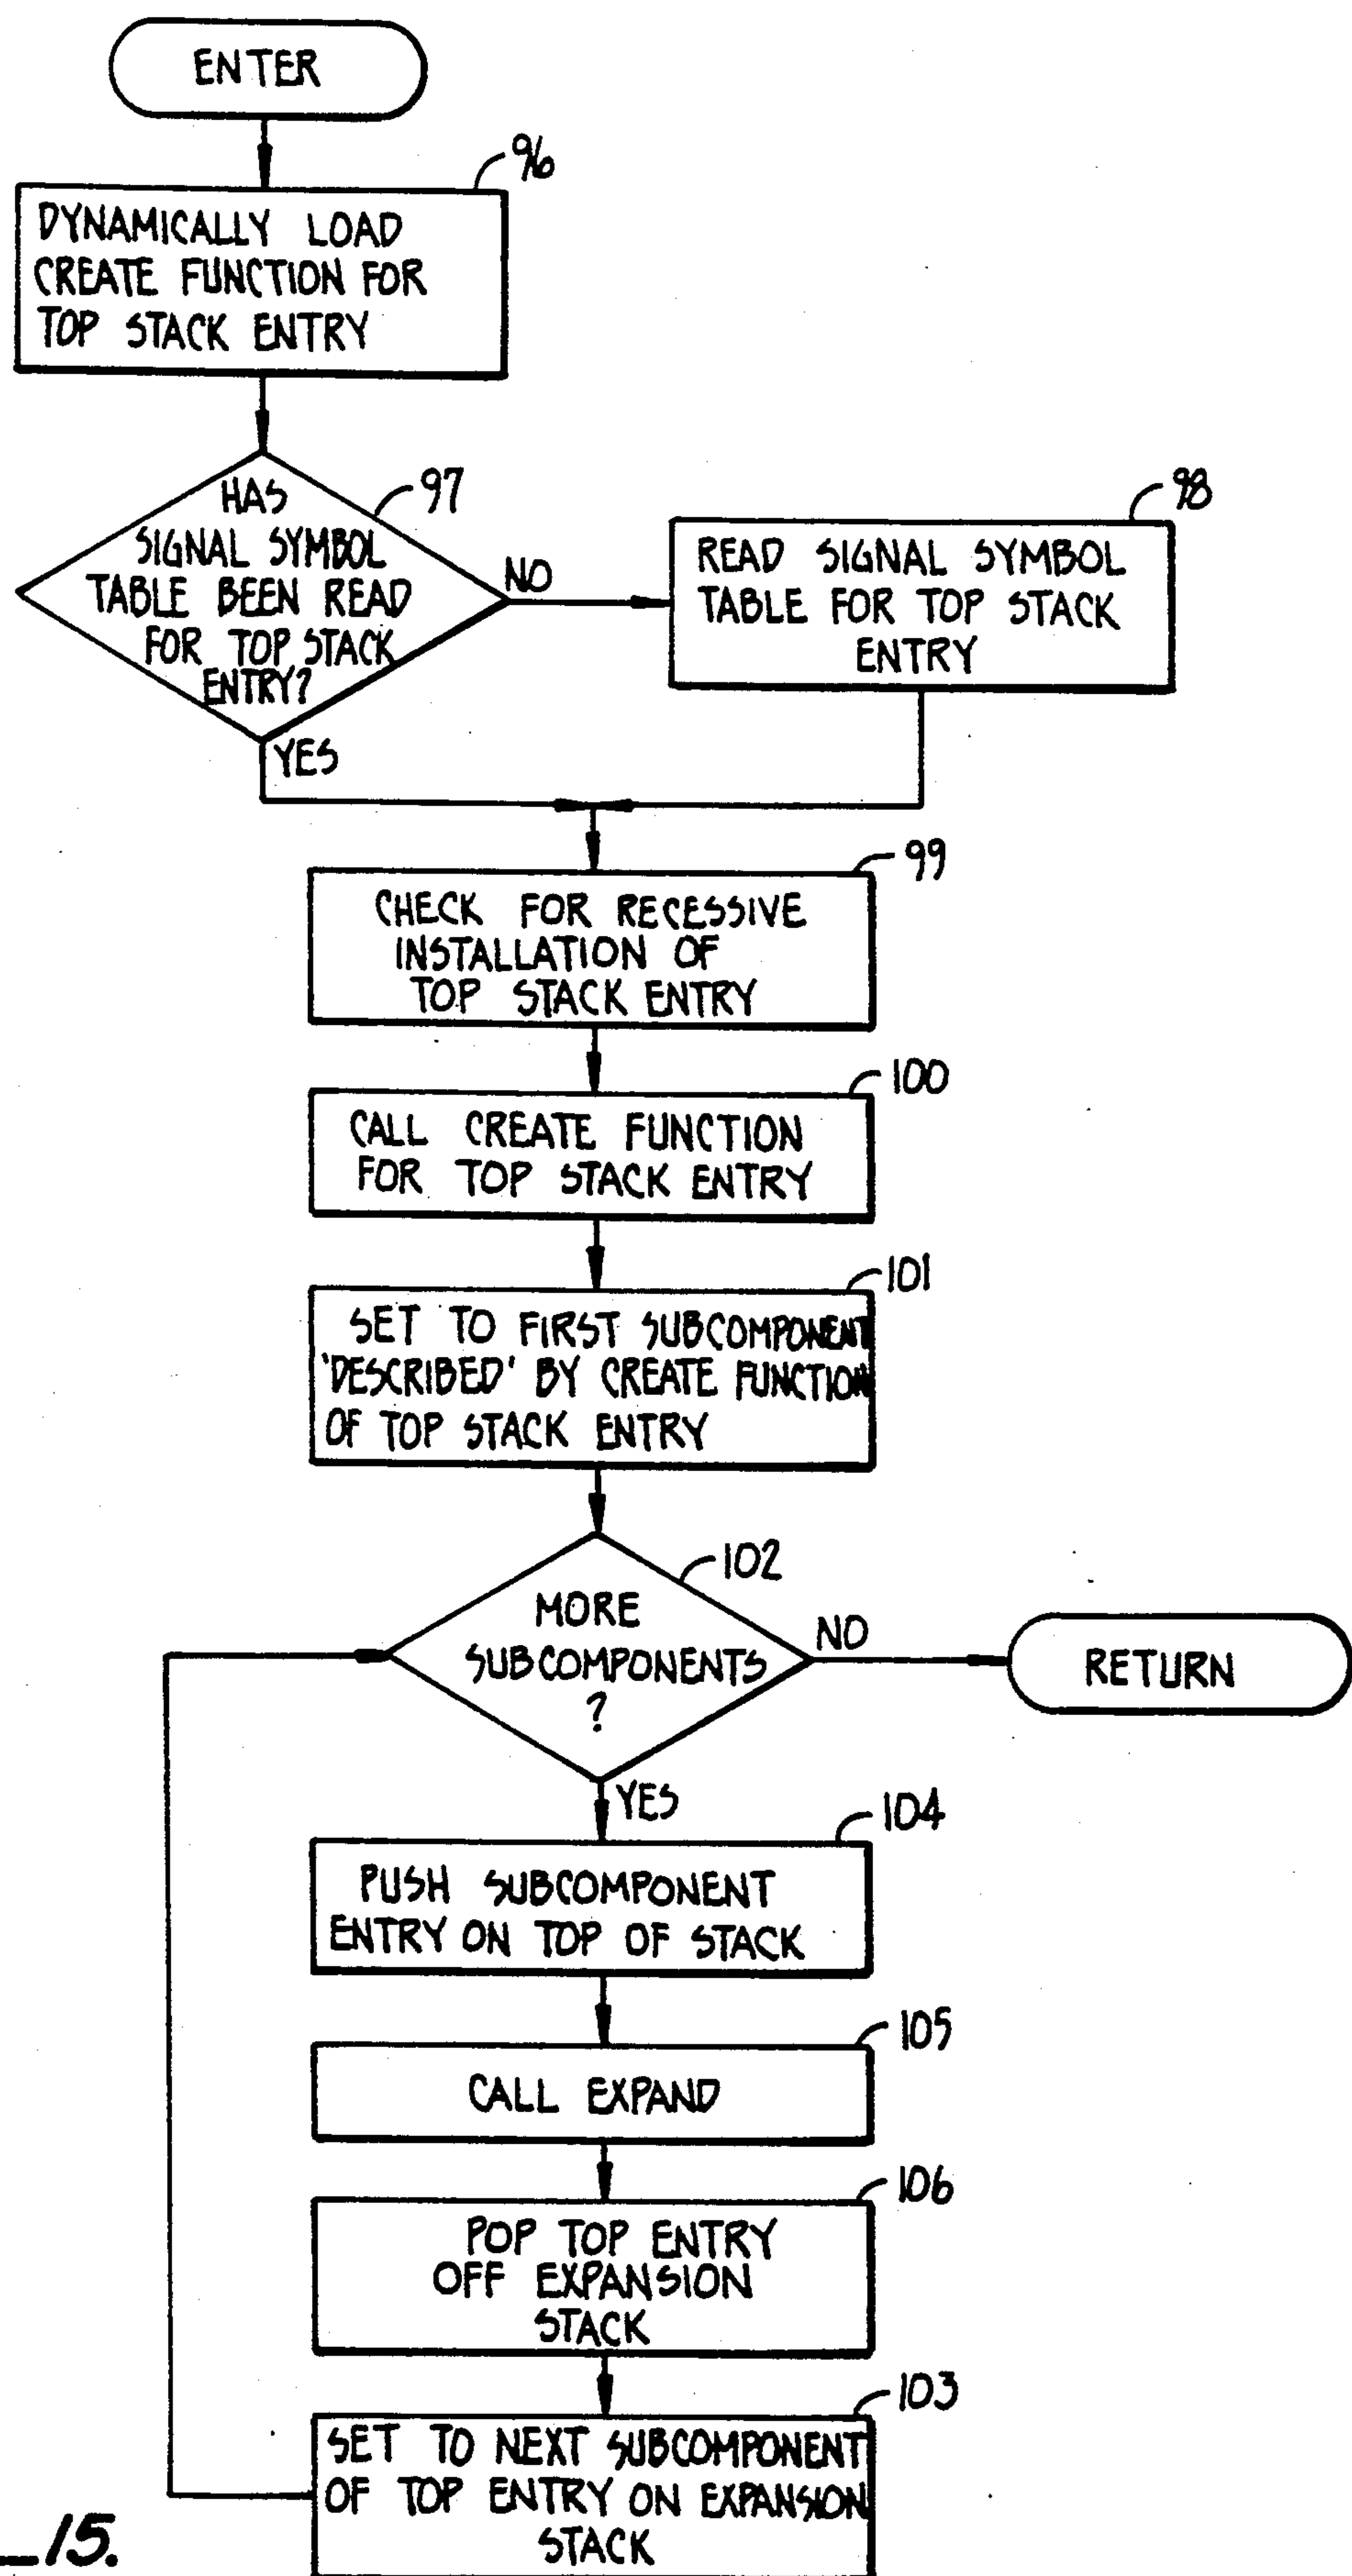 ENTER
96
DYNAMICALLY LOAD
CREATE FUNCTION FOR
TOP STACK ENTRY
97
HAS
SIGNAL SYMBOL
TABLE BEEN READ
FOR TOP STACK
ENTRY?
NO
YES
98
READ SIGNAL SYMBOL
TABLE FOR TOP STACK
ENTRY
99
CHECK FOR RECESSIVE
INSTALLATION OF
TOP STACK ENTRY
100
CALL CREATE FUNCTION
FOR TOP STACK ENTRY
101
SET TO FIRST SUBCOMPONENT
'DESCRIBED' BY CREATE FUNCTION
OF TOP STACK ENTRY
102
MORE
SUBCOMPONENTS
?
NO
RETURN
YES
104
PUSH SUBCOMPONENT
ENTRY ON TOP OF STACK
105
CALL EXPAND
106
POP TOP ENTRY
OFF EXPANSION
STACK
103
SET TO NEXT SUBCOMPONENT
OF TOP ENTRY ON EXPANSION
STACK
15.